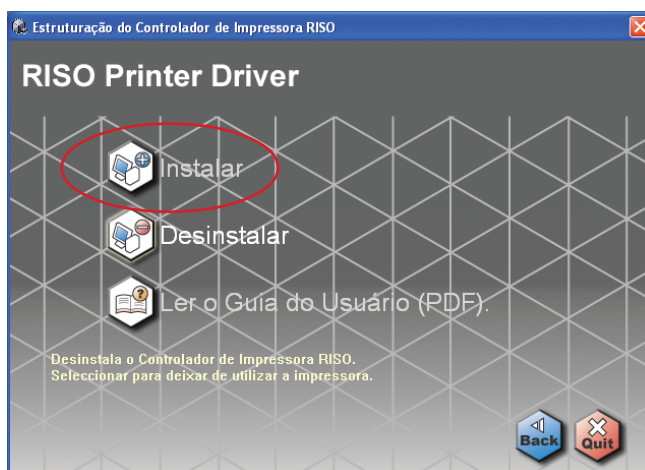 Estruturação do Controlador de Impressora RISO
RISO Printer Driver
Instalar
Desinstalar
Ler o Guia do Usuário (PDF).
Desinstala o Controlador de Impressora RISO.
Seleccionar para deixar de utilizar a impressora.
Back
Quit